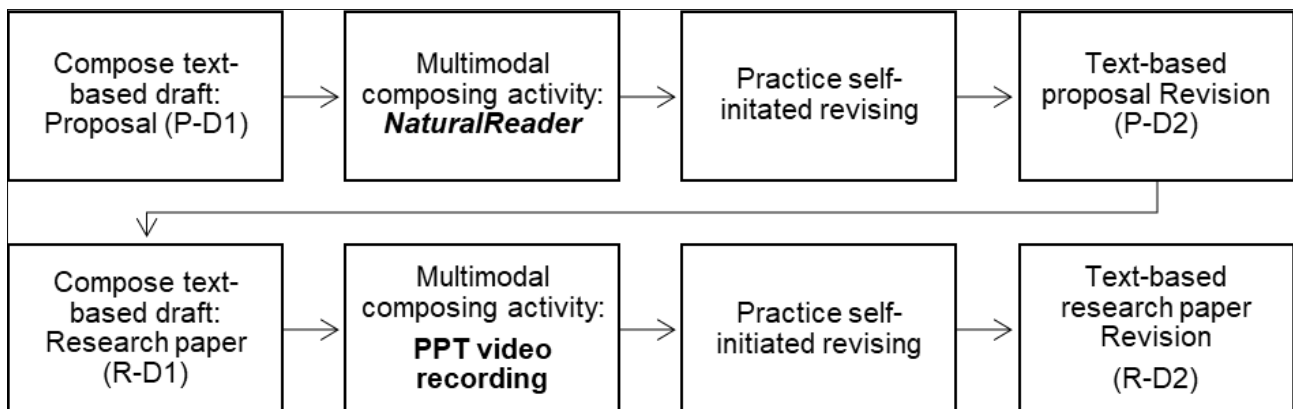 Compose text-
based draft:
Proposal (P-D1)
Multimodal
composing activity:
NaturalReader
Practice self-
initated revising
Text-based
proposal Revision
(P-D2)
Compose text-
based draft:
Research paper
(R-D1)
Multimodal
composing activity:
PPT video
recording
Practice self-
initiated revising
Text-based
research paper
Revision
(R-D2)